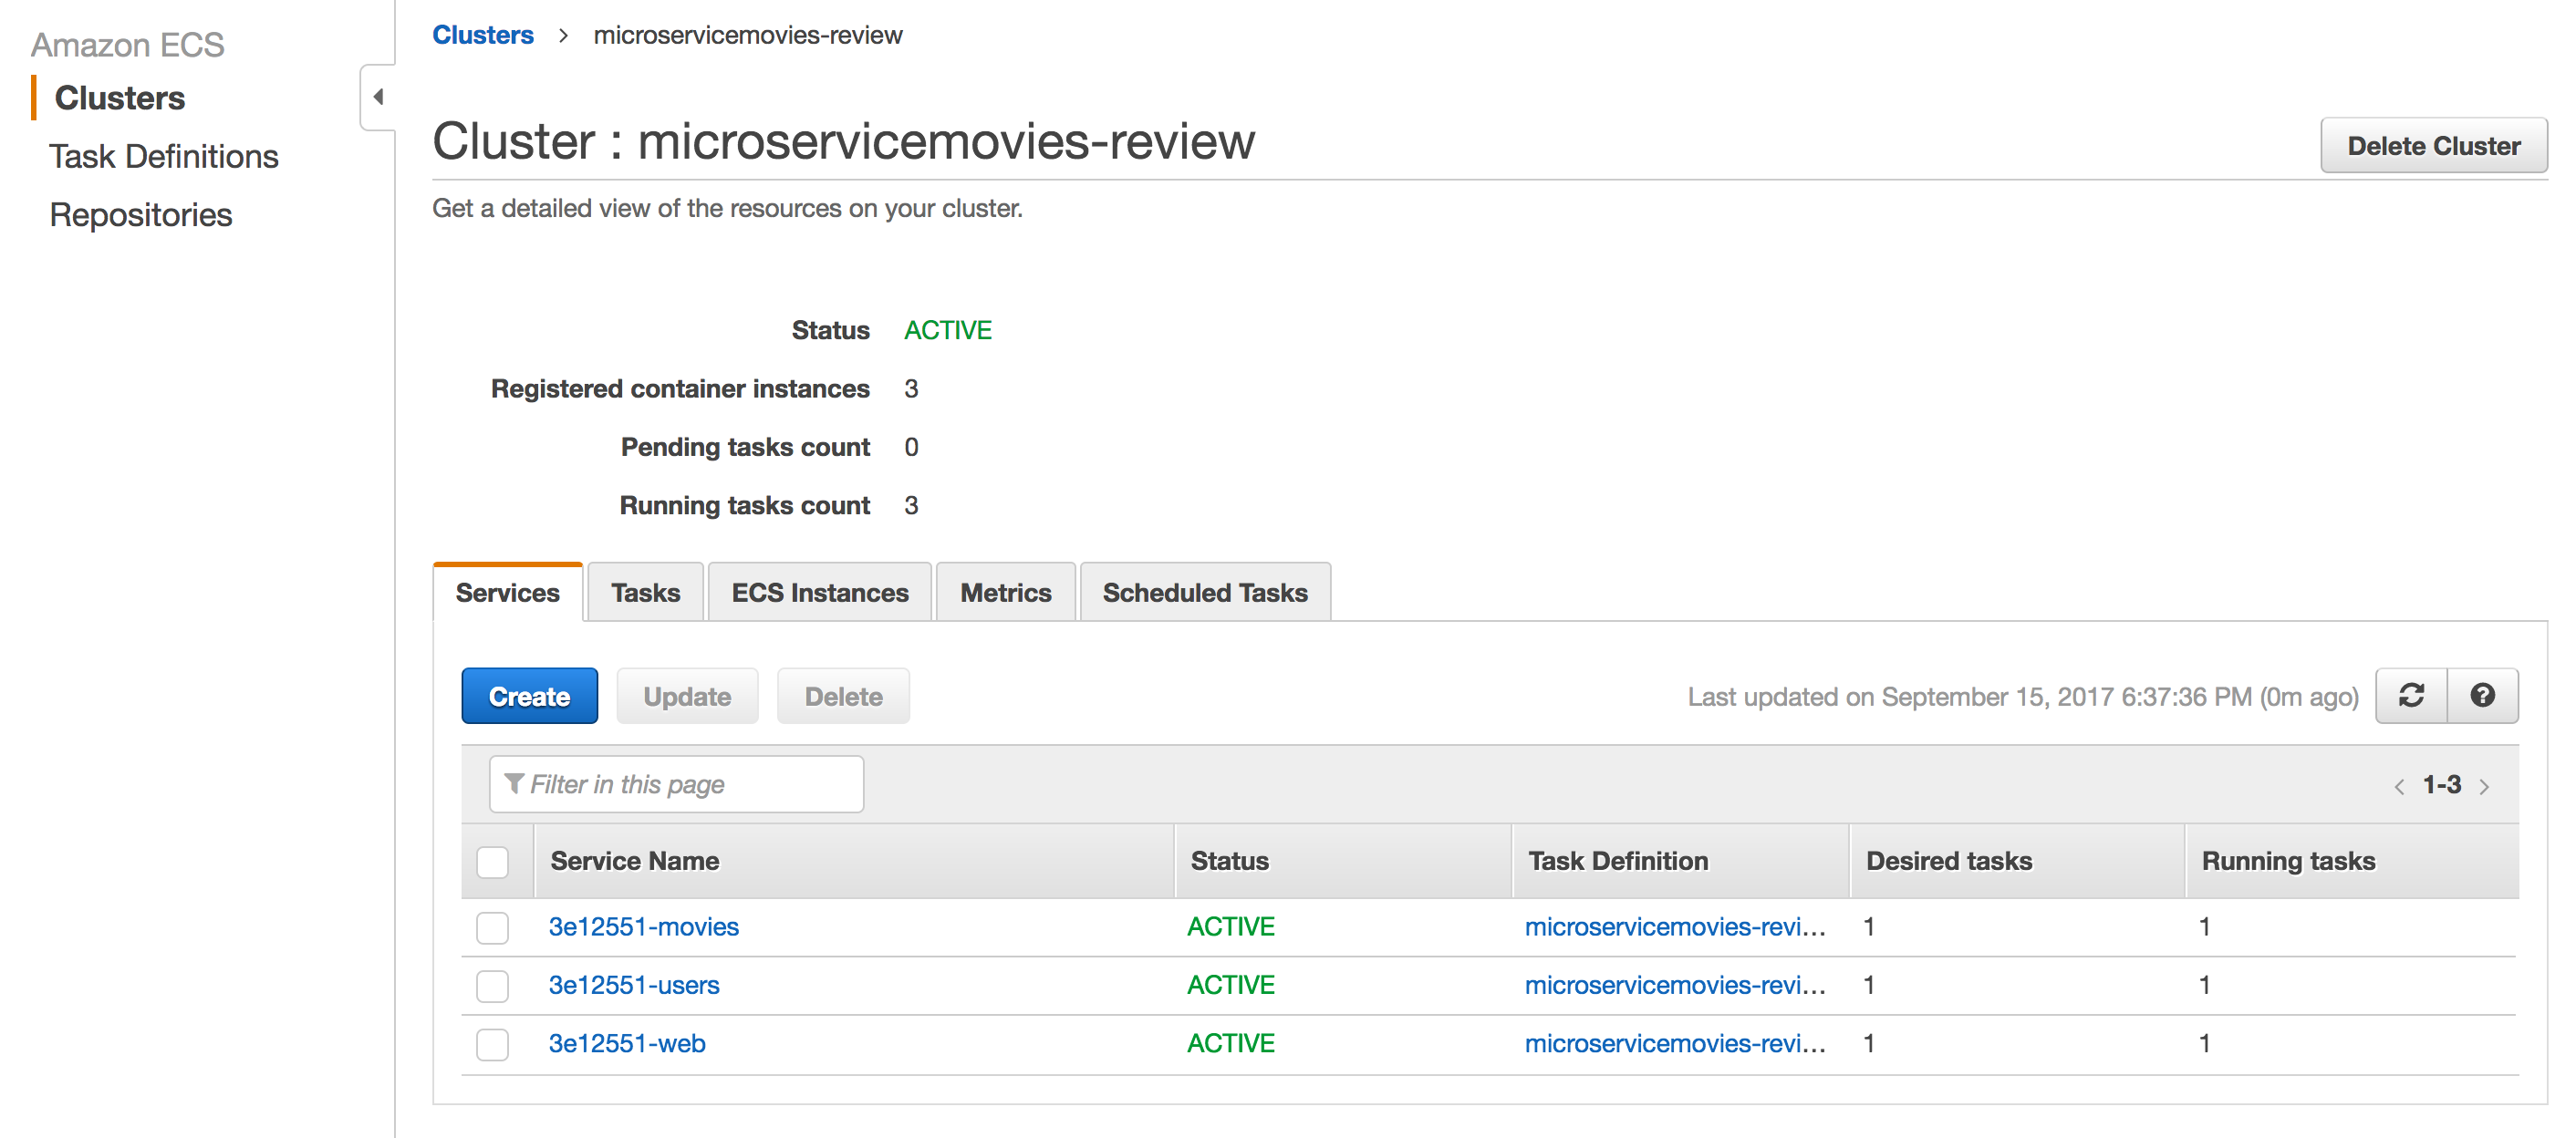 Amazon ECS
Clusters
Task Definitions
Repositories
Clusters > microservicemovies-review
Cluster : microservicemovies-review
Delete Cluster
Get a detailed view of the resources on your cluster.
Status ACTIVE
Registered container instances 3
Pending tasks count 0
Running tasks count 3
Services Tasks ECS Instances Metrics Scheduled Tasks
Create Update Delete Last updated on September 15, 2017 6:37:36 PM (0m ago)
Filter in this page < 1-3 >
Service Name Status Task Definition Desired tasks Running tasks
3e12551-movies ACTIVE microservicemovies-revi... 1 1
3e12551-users ACTIVE microservicemovies-revi... 1 1
3e12551-web ACTIVE microservicemovies-revi... 1 1